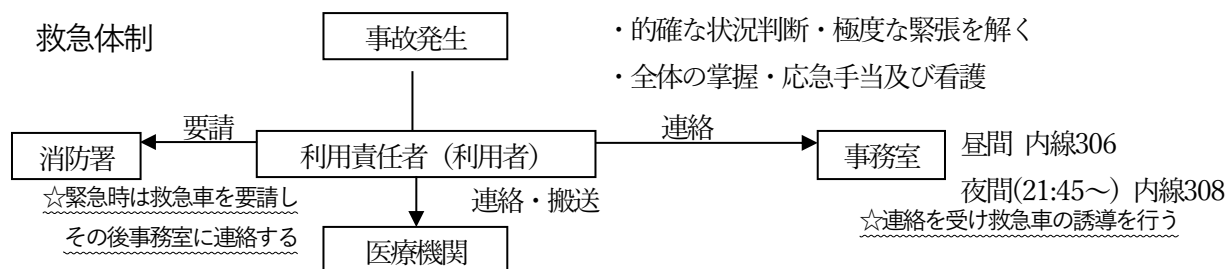 救急体制
事故発生
・的確な状況判断・極度な緊張を解く
・全体の掌握・応急手当及び看護
要請
連絡
消防署
利用責任者（利用者）
事務室
昼間 内線306
夜間(21:45～) 内線308
☆緊急時は救急車を要請し
その後事務室に連絡する
連絡・搬送
☆連絡を受け救急車の誘導を行う
医療機関